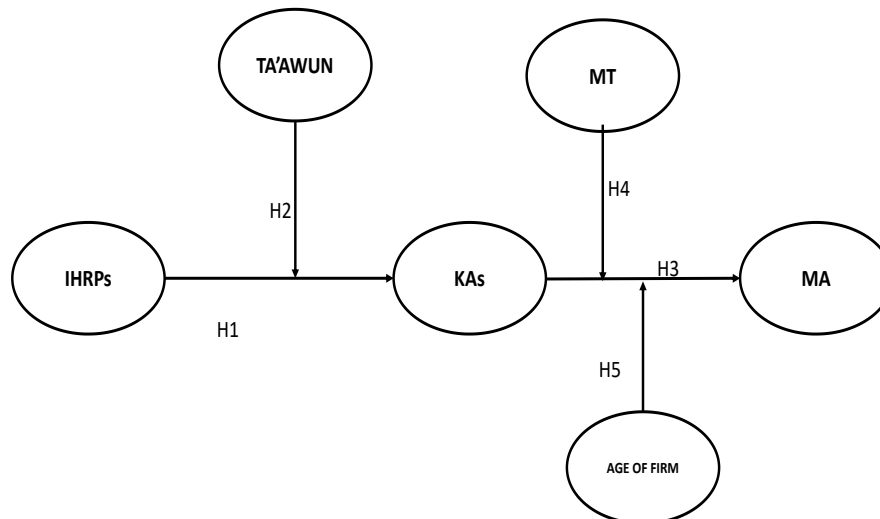 TA’AWUN
MT
H2
H4
IHRPs
KAs
H3
MA
H1
H5
AGE OF FIRM